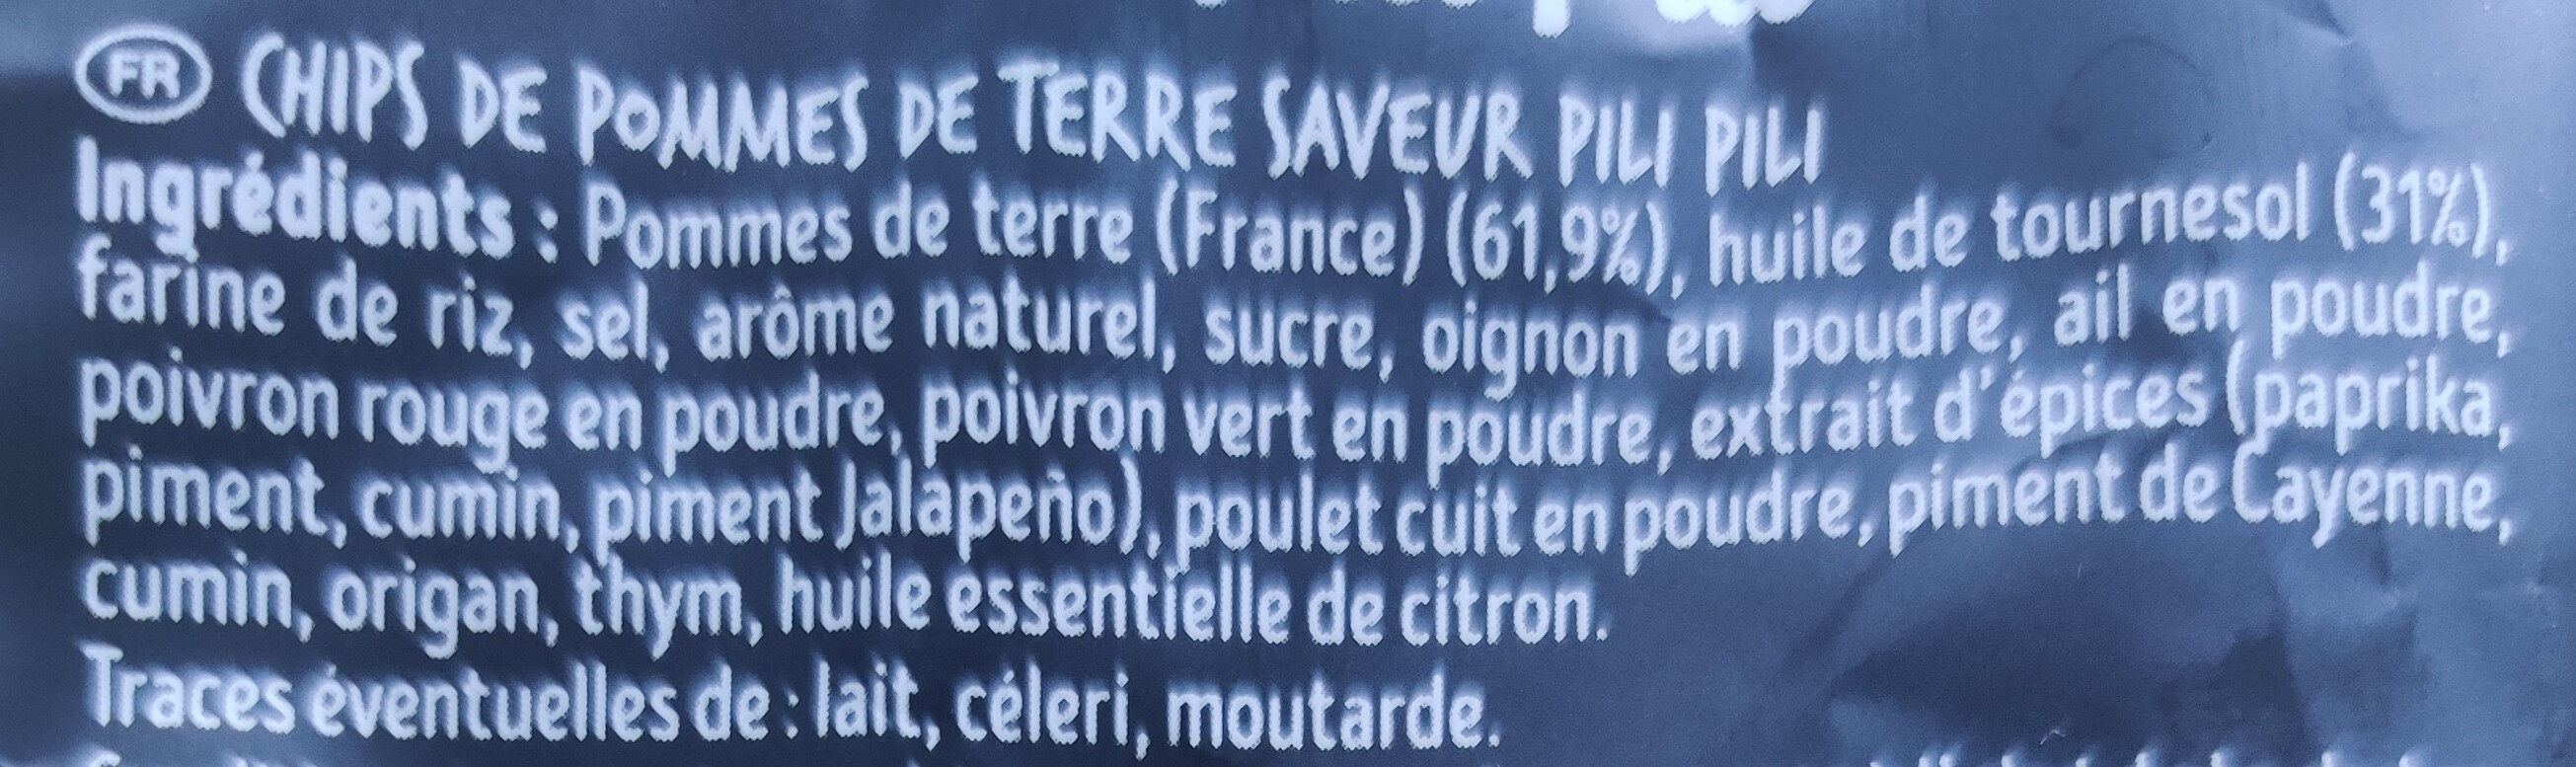 FR CHIPS DE POMMES DE TERRE SAVEUR PILI PILI
Ingrédients : Pommes de terre (France) (61,9%), huile de tournesol (31%),
farine de riz, sel, arôme naturel, sucre, oignon en poudre, ail en poudre,
poivron rouge en poudre, poivron vert en poudre, extrait d'épices (paprika,
piment, cumin, piment Jalapeño), poulet cuit en poudre, piment de Cayenne,
cumin, origan, thym, huile essentielle de citron.
Traces éventuelles de : lait, céleri, moutarde.